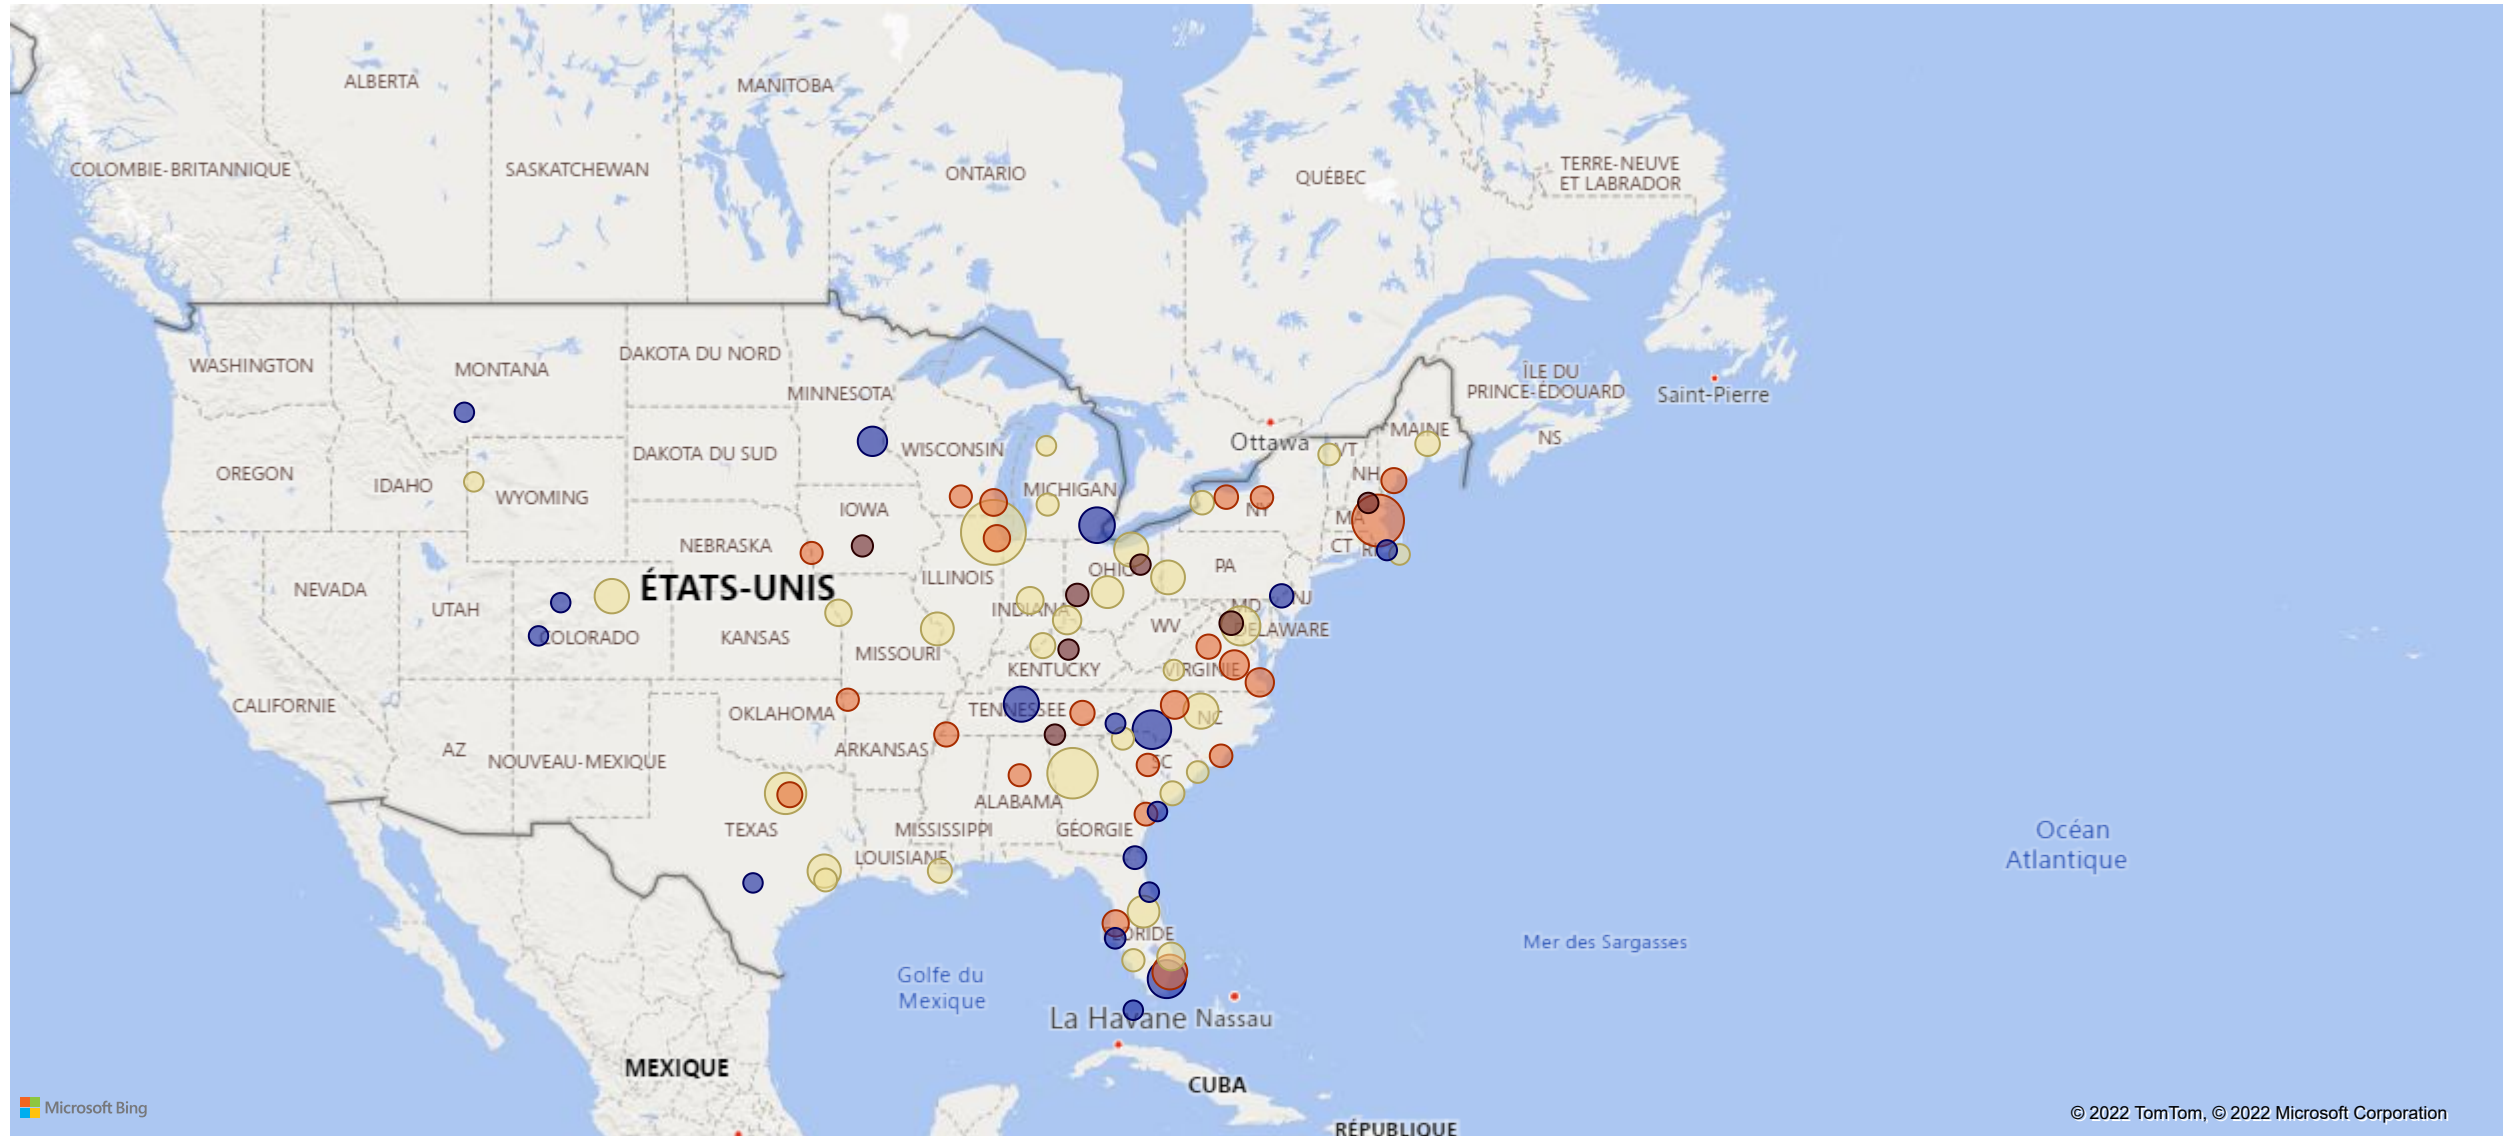 ALBERTA
MANITOBA
COLOMBIE-BRITANNIQUE
SASKATCHEWAN
ONTARIO
QUÉBEC
TERRE-NEUVE
ET LABRADOR
WASHINGTON
MONTANA
DAKOTA DU NORD
MINNESOTA
ÎLE DU
PRINCE-ÉDOUARD
Saint-Pierre
OREGON
IDAHO
WYOMING
DAKOTA DU SUD
WISCONSIN
MICHIGAN
Ottawa
VT
MAINE
NS
NH
IOWA
NY
MA
NEBRASKA
CT
RI
NEVADA
UTAH
ÉTATS-UNIS
ILLINOIS
OHIO
PA
COLORADO
KANSAS
INDIANA
MD
NJ
MISSOURI
WV
DELAWARE
CALIFORNIE
KENTUCKY
VIRGINIE
AZ
NOUVEAU-MEXIQUE
OKLAHOMA
TENNESSEE
NC
ARKANSAS
SC
ALABAMA
TEXAS
MISSISSIPPI
GÉORGIE
LOUISIANE
Océan
Atlantique
ORIDE
Mer des Sargasses
Golfe du
Mexique
La Havane
Nassau
MEXIQUE
CUBA
RÉPUBLIQUE
Microsoft Bing
© 2022 TomTom, © 2022 Microsoft Corporation